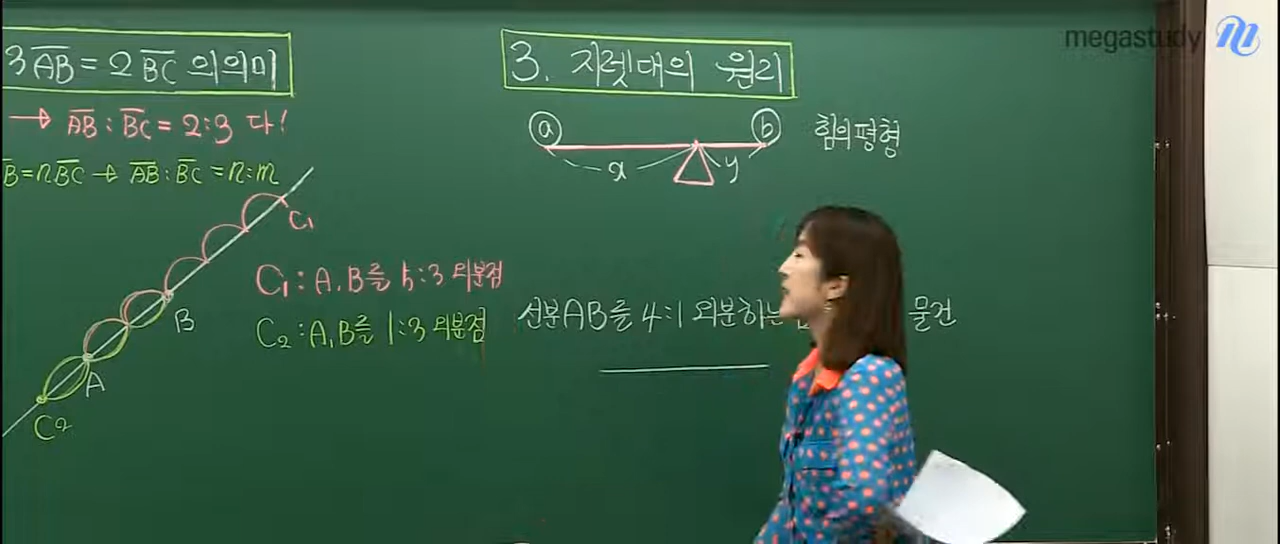 3AB = 2BC 의 의미
→ AB : BC = 2:3 다!
B = nBC → AB : BC = n:m
C₁
B
A
C₂
C₁ : A, B를 5:3 외분점
C₂ : A, B를 1:3 외분점
3. 지렛대의 원리
a b 힘의평형
x y
선분AB를 4:1 외분하는 물건
megastudy